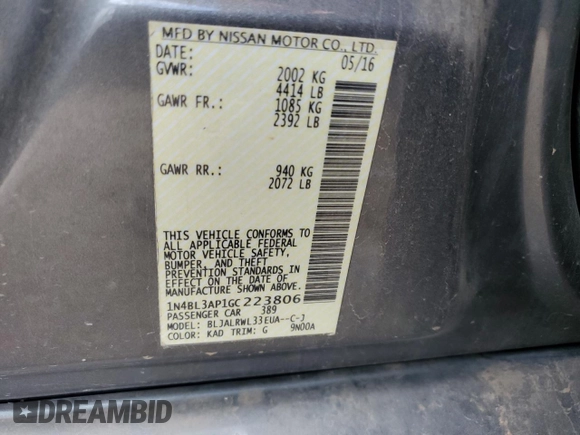 MFD BY NISSAN MOTOR CO., LTD.
DATE: 05/16
GVWR: 2002 KG
4414 LB
GAWR FR.: 1085 KG
2392 LB
GAWR RR.: 940 KG
2072 LB
THIS VEHICLE CONFORMS TO
ALL APPLICABLE FEDERAL
MOTOR VEHICLE SAFETY,
BUMPER, AND THEFT
PREVENTION STANDARDS IN
EFFECT ON THE DATE OF
MANUFACTURE SHOWN ABOVE.
1N4BL3AP1GC223806
PASSENGER CAR 389
MODEL: BLJALRWL33EUA--C-J
COLOR: KAD TRIM: G 9N00A
DREAMBID